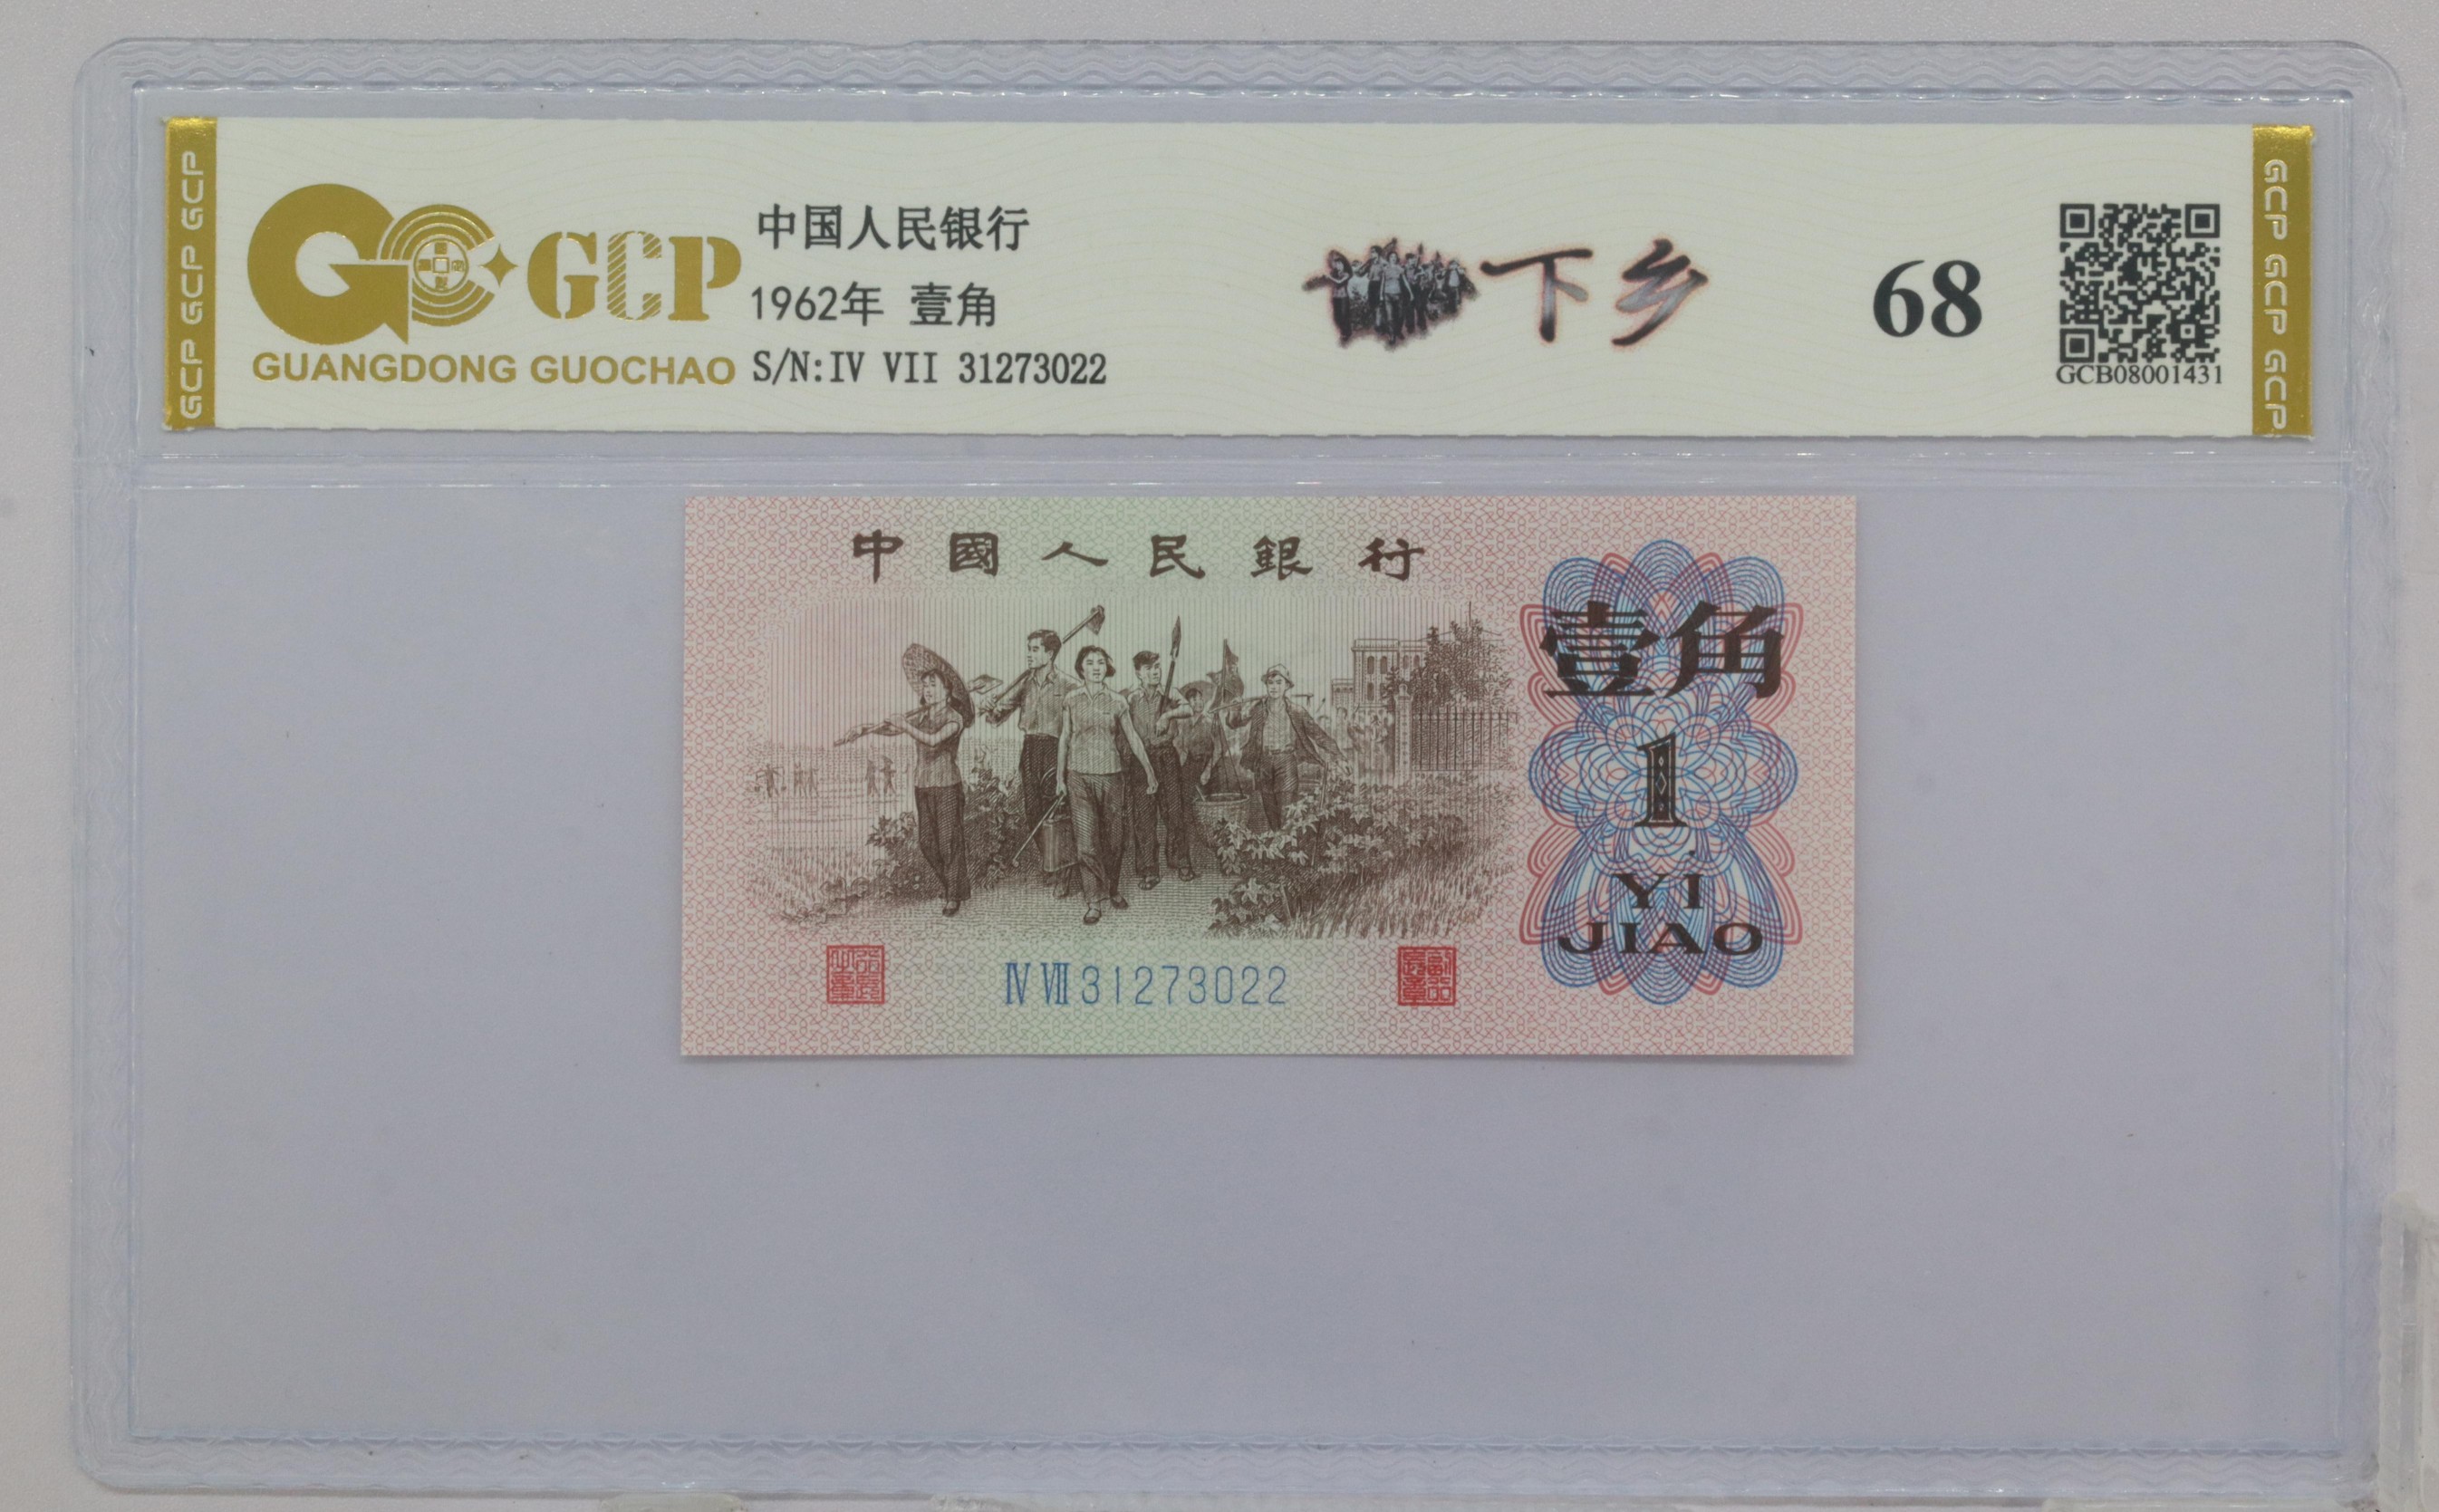 GCP GCP GCP
GCP
GUANGDONG GUOCHAO
中国人民银行
1962年 壹角
S/N:IV VII 31273022
下乡
68
GCB08001431
GCP GCP GCP
中國人民銀行
壹角
1
YI
JIAO
Ⅳ Ⅶ 31273022